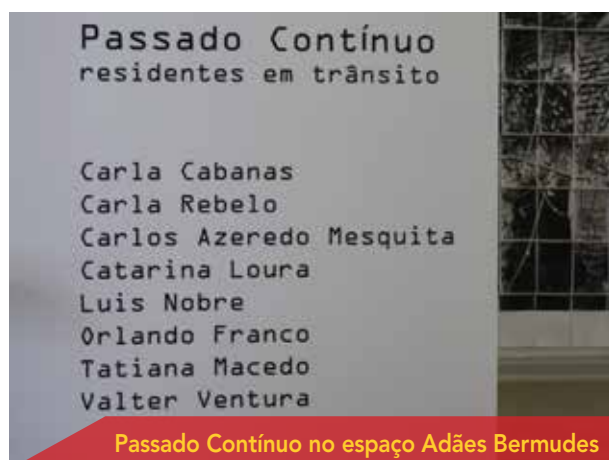 Passado Contínuo
residentes em trânsito
Carla Cabanas
Carla Rebelo
Carlos Azeredo Mesquita
Catarina Loura
Luis Nobre
Orlando Franco
Tatiana Macedo
Valter Ventura
Passado Contínuo no espaço Adães Bermudes